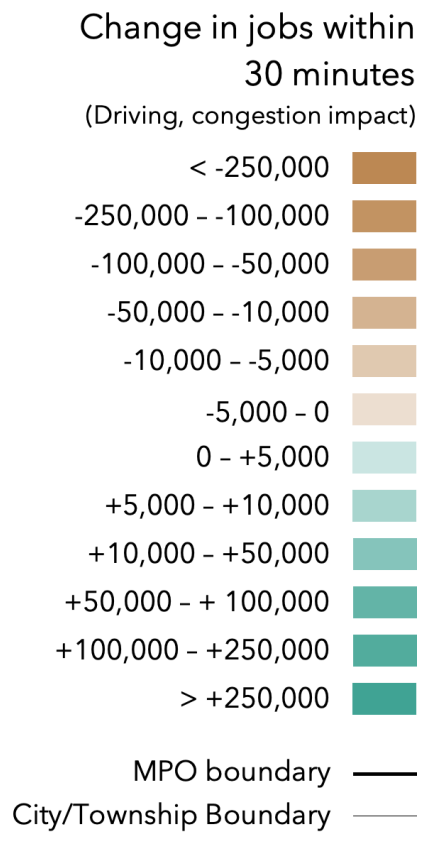 Change in jobs within
30 minutes
(Driving, congestion impact)
< -250,000
-250,000 – -100,000
-100,000 – -50,000
-50,000 – -10,000
-10,000 – -5,000
-5,000 – 0
0 – +5,000
+5,000 – +10,000
+10,000 – +50,000
+50,000 – + 100,000
+100,000 – +250,000
> +250,000
MPO boundary
City/Township Boundary